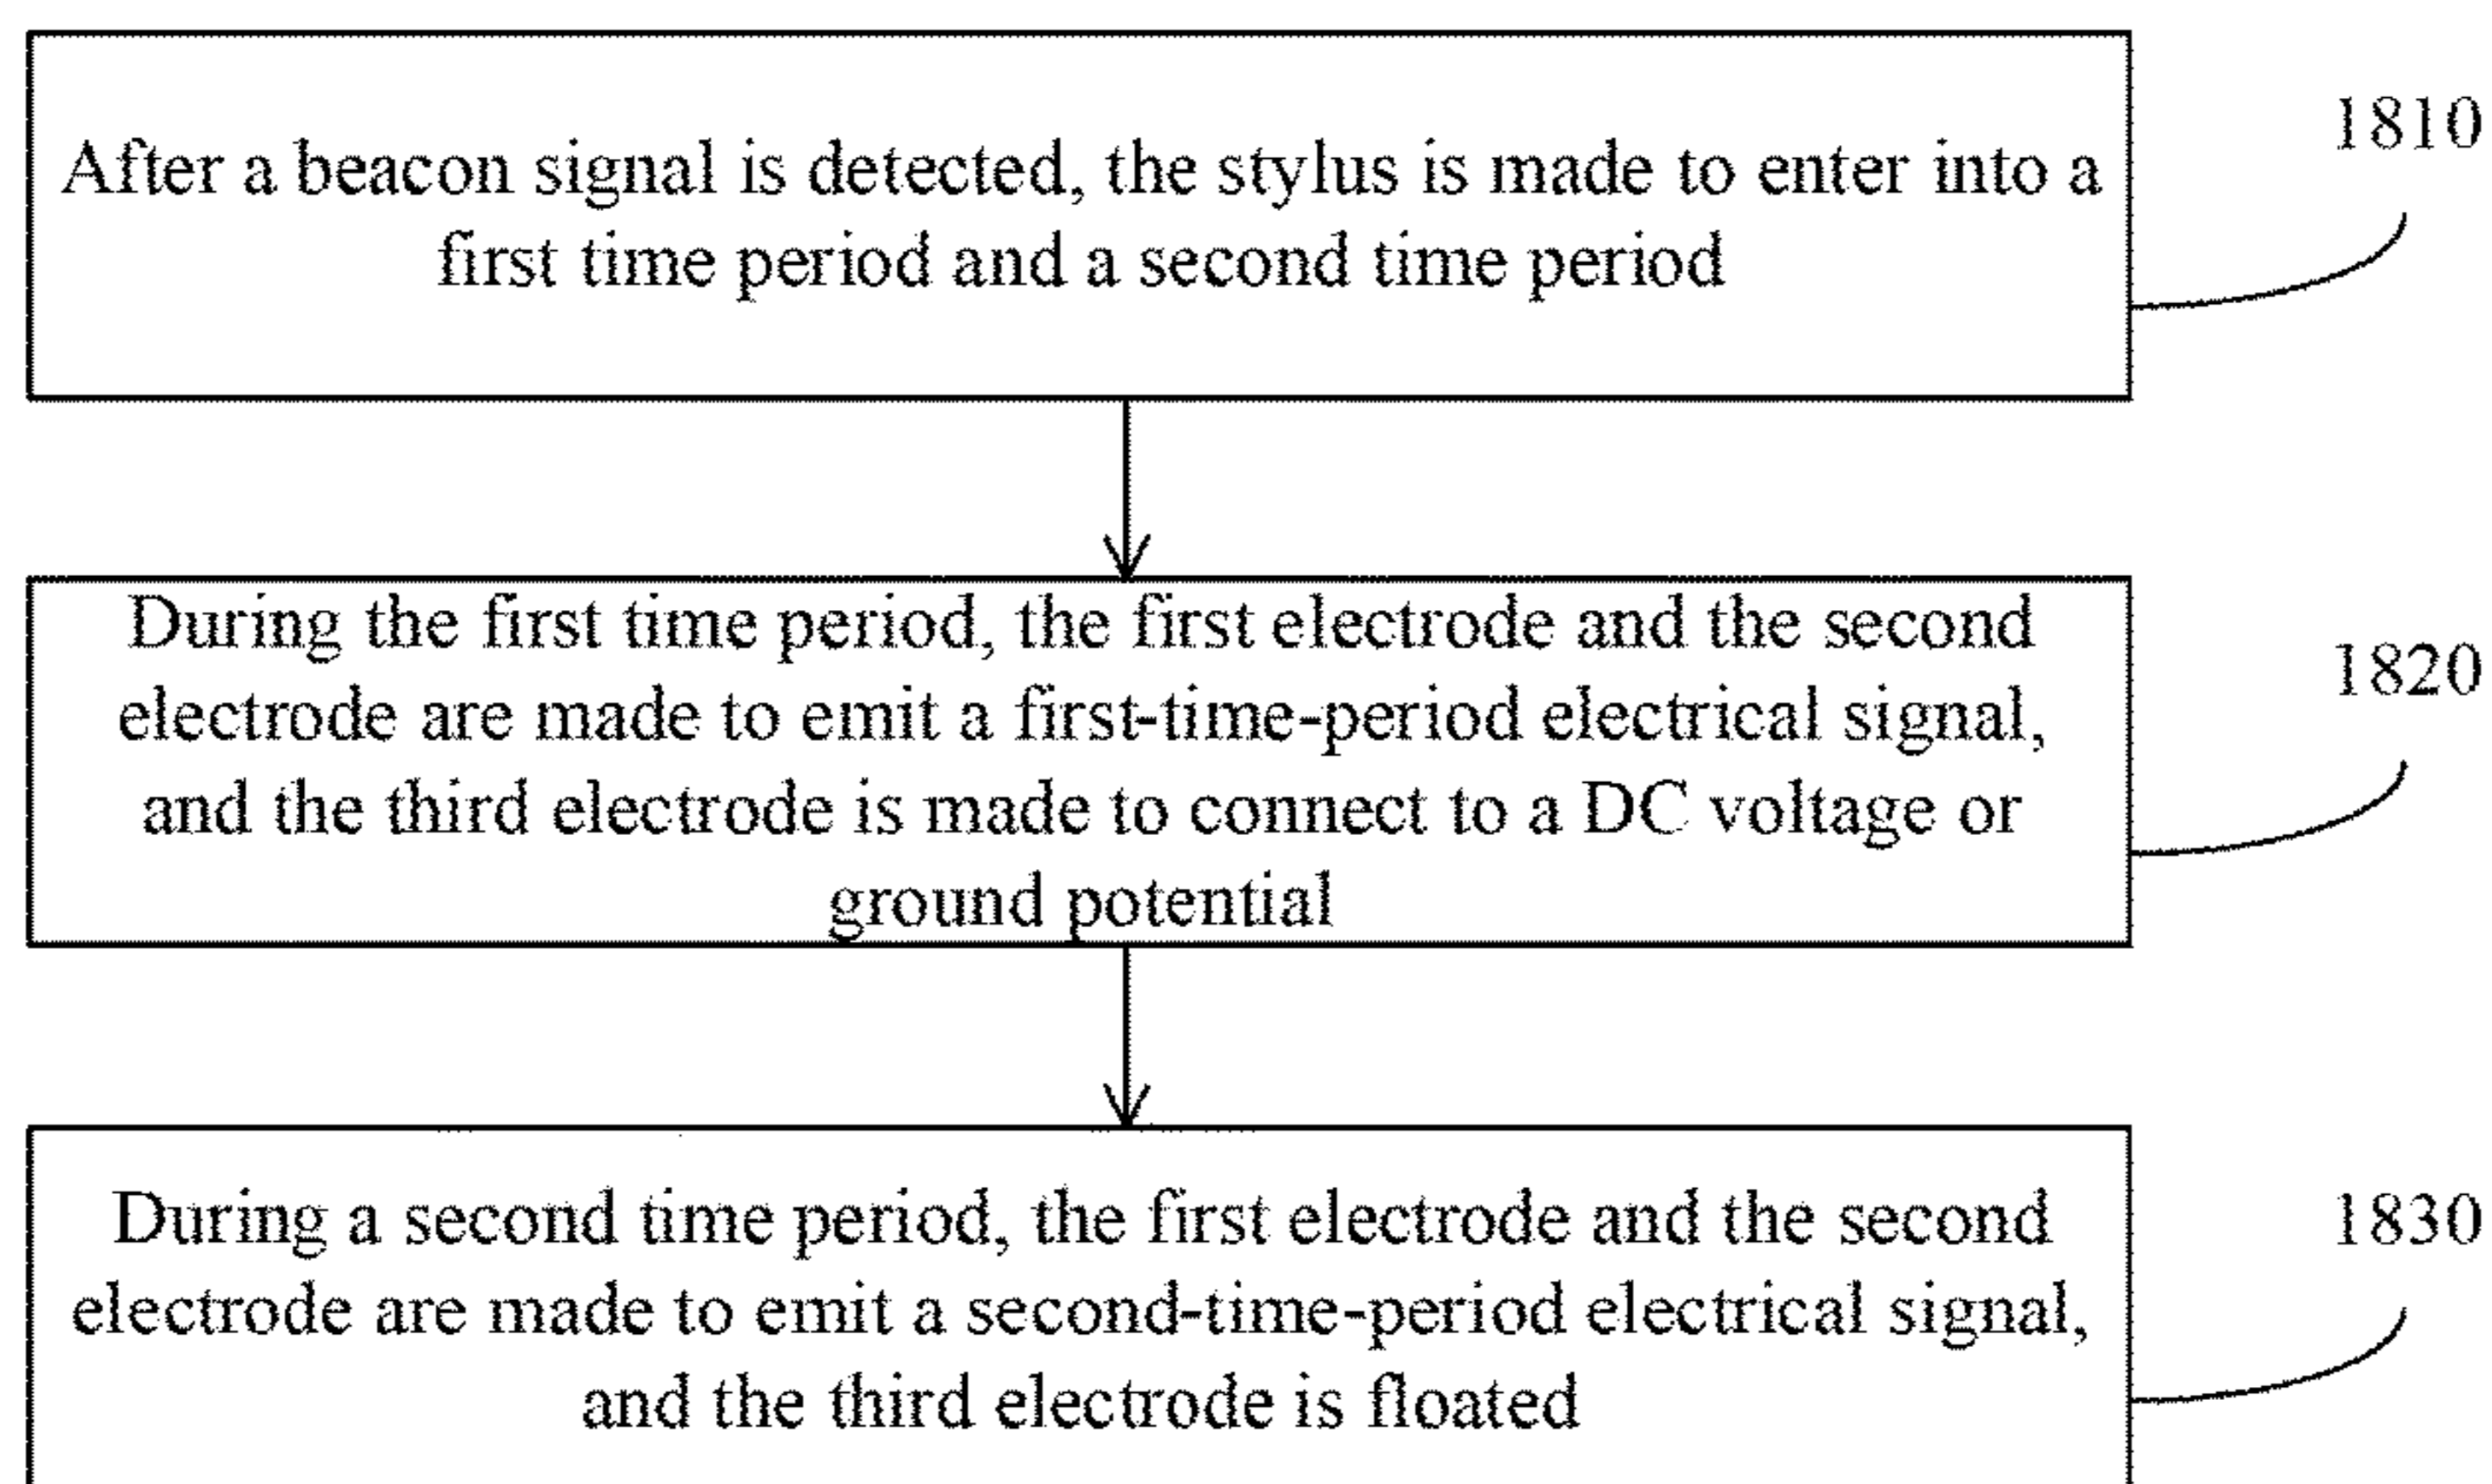 After a beacon signal is detected, the stylus is made to enter into a
first time period and a second time period
1810
During the first time period, the first electrode and the second
electrode are made to emit a first-time-period electrical signal,
and the third electrode is made to connect to a DC voltage or
ground potential
1820
During a second time period, the first electrode and the second
electrode are made to emit a second-time-period electrical signal,
and the third electrode is floated
1830